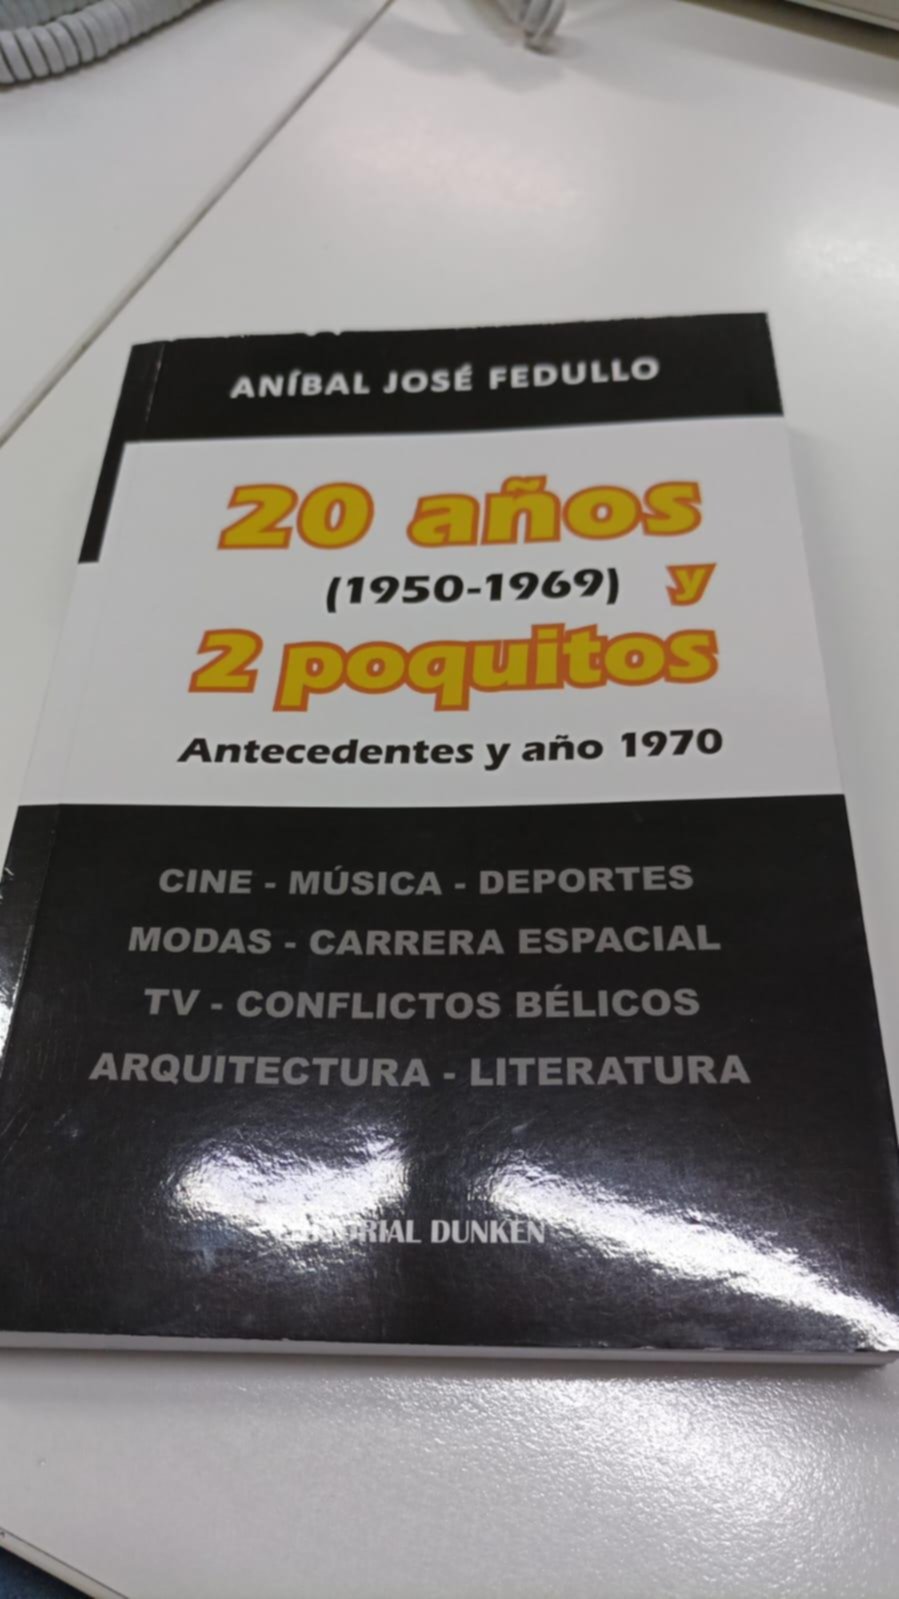 ANÍBAL JOSÉ FEDULLO
20 años
(1950-1969) y
2 poquitos
Antecedentes y año 1970
CINE - MÚSICA - DEPORTES
MODAS - CARRERA ESPACIAL
TV - CONFLICTOS BÉLICOS
ARQUITECTURA - LITERATURA
DUNKEN